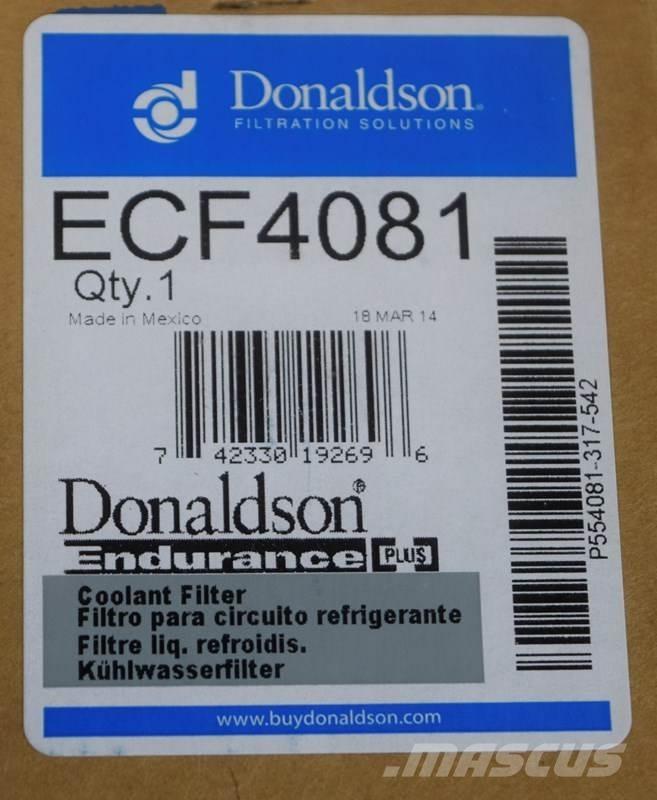 Donaldson®
FILTRATION SOLUTIONS
ECF4081
Qty.1
Made in Mexico 18 MAR 14
7 42330 19269 6
P554081-317-542
Donaldson®
Endurance PLUS
Coolant Filter
Filtro para circuito refrigerante
Filtre liq. refroidis.
Kühlwasserfilter
www.buydonaldson.com
MASCUS